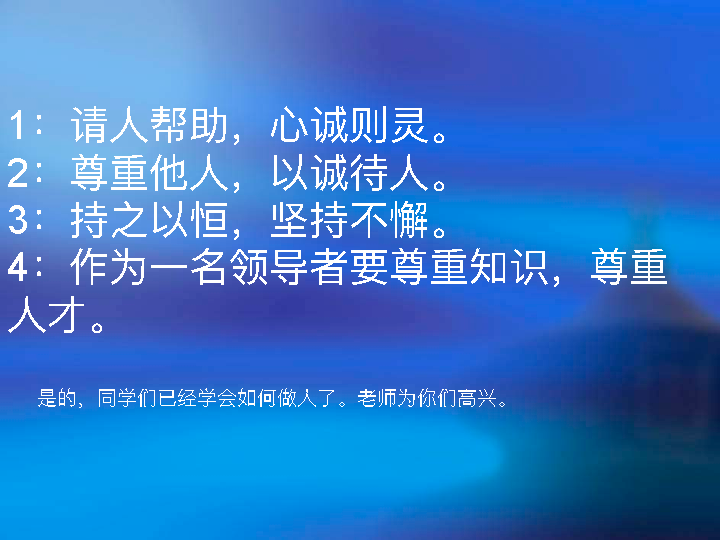 1：请人帮助，心诚则灵。
2：尊重他人，以诚待人。
3：持之以恒，坚持不懈。
4：作为一名领导者要尊重知识，尊重
人才。
是的，同学们已经学会如何做人了。老师为你们高兴。